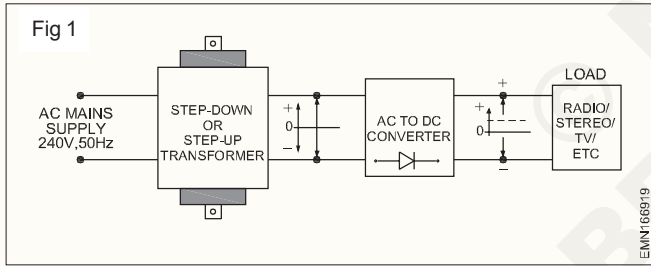 Fig 1
AC MAINS
SUPPLY
240V,50Hz
STEP-DOWN
OR
STEP-UP
TRANSFORMER
+
0
–
AC TO DC
CONVERTER
+
+
0
–
LOAD
RADIO/
STEREO/
TV/
ETC
EMN166919